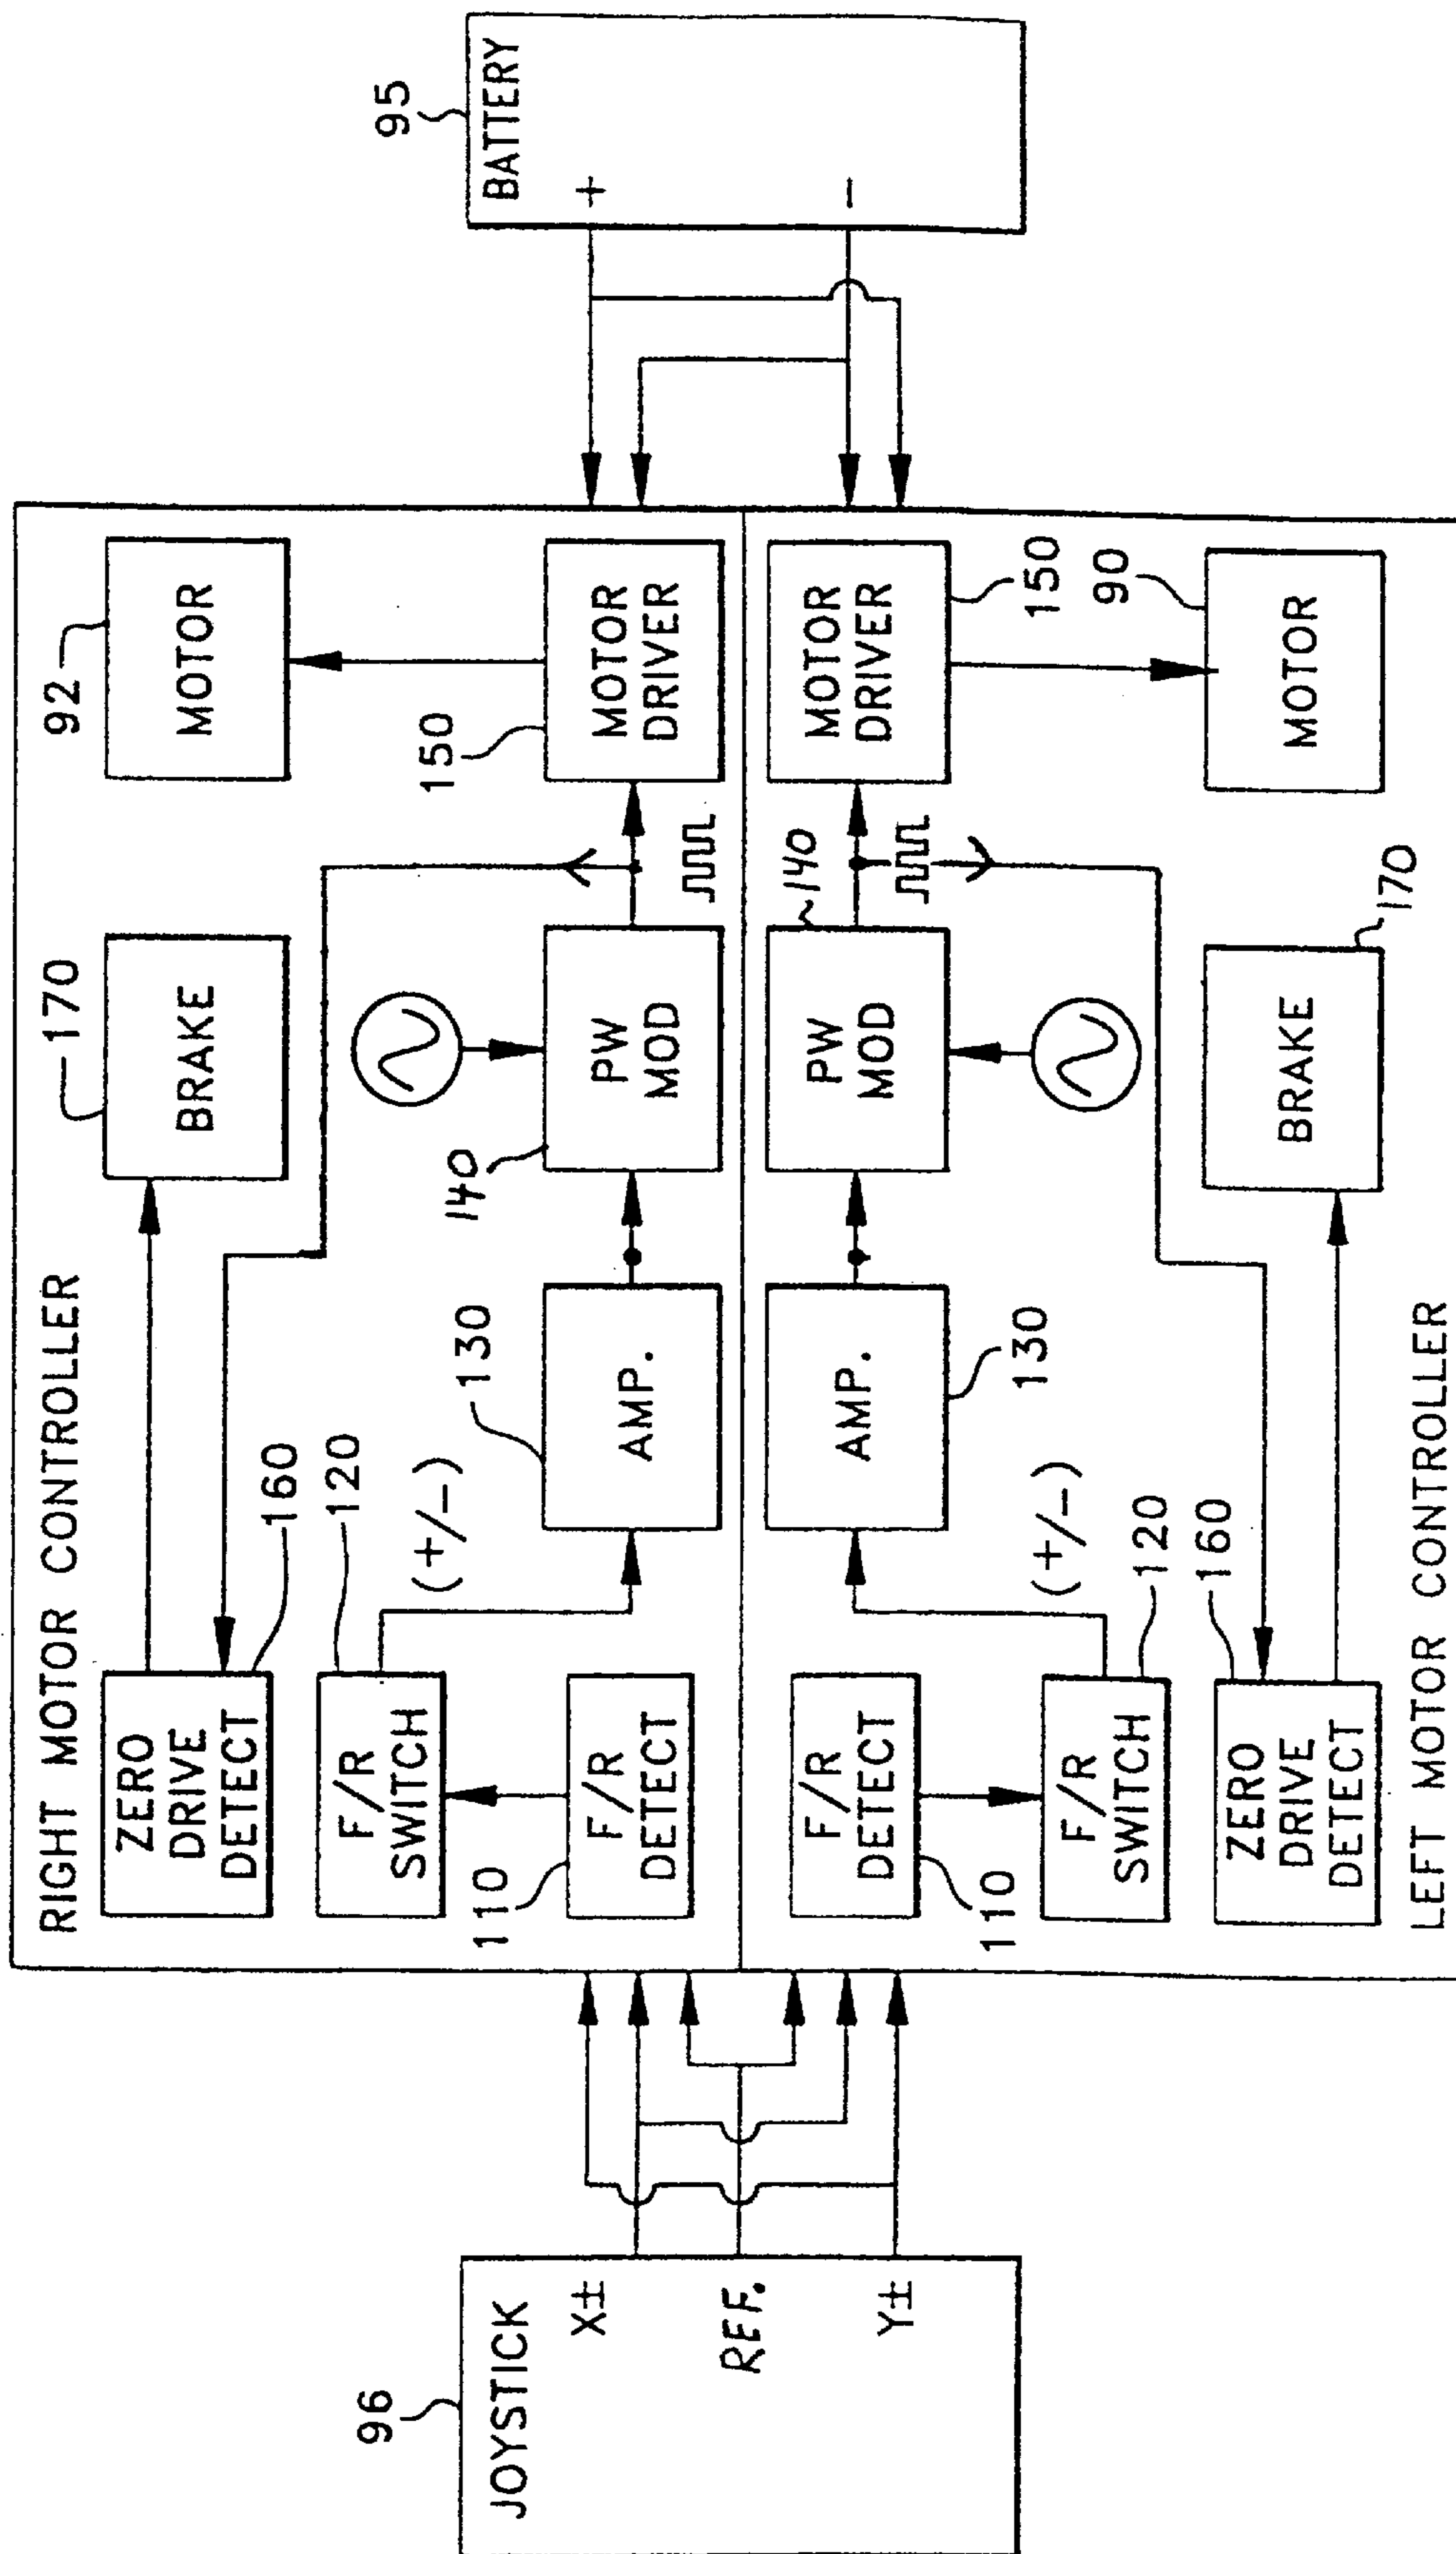 RIGHT MOTOR CONTROLLER
170
92
ZERO
DRIVE
DETECT
BRAKE
MOTOR
160
120
F/R
SWITCH
(+/−)
130
140
150
110
F/R
DETECT
AMP.
PW
MOD
MOTOR
DRIVER
96
JOYSTICK
X±
REF.
Y±
95
BATTERY
+
−
F/R
DETECT
AMP.
PW
MOD
~140
MOTOR
DRIVER
110
130
150
F/R
SWITCH
(+/−)
120
160
90
ZERO
DRIVE
DETECT
BRAKE
MOTOR
170
LEFT MOTOR CONTROLLER